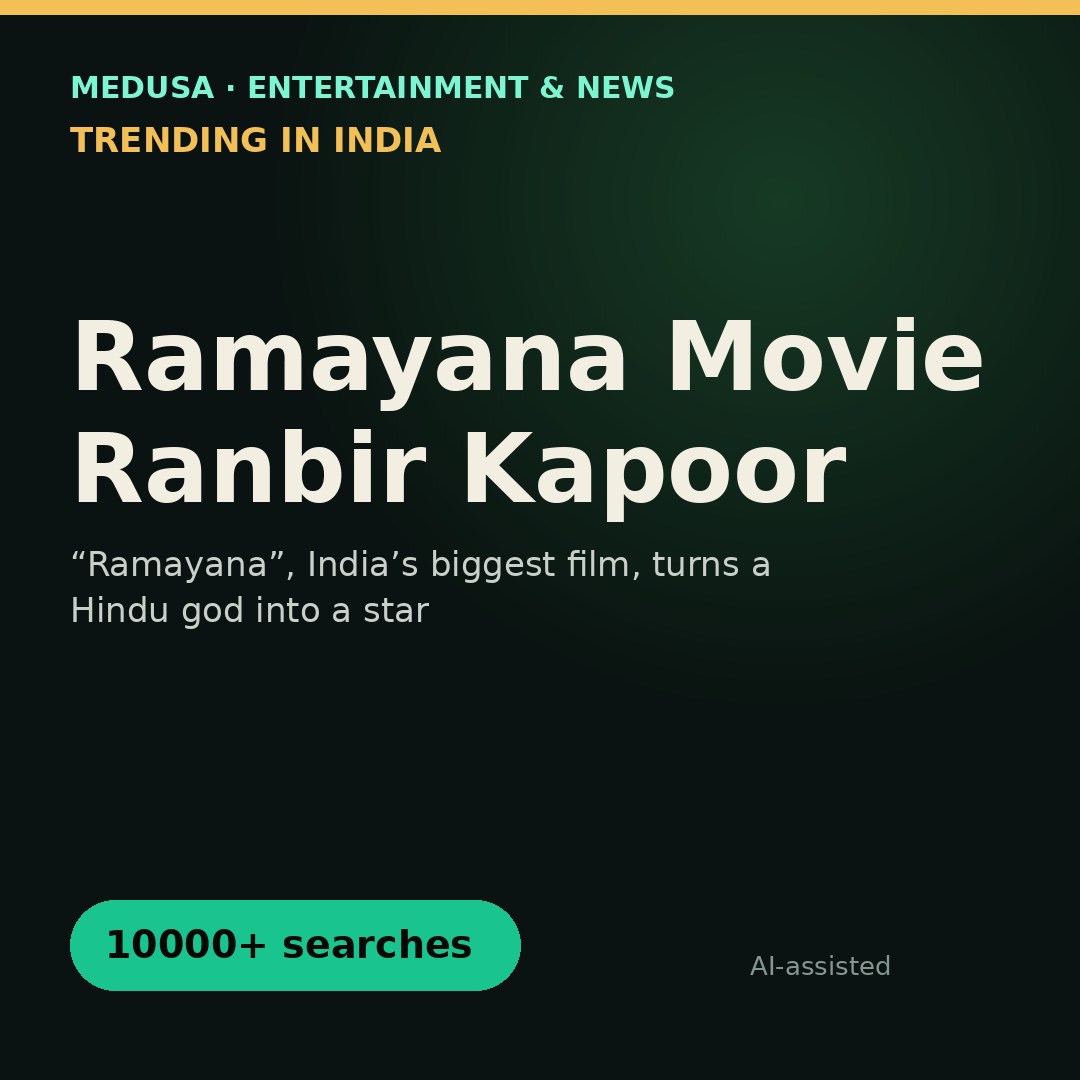 MEDUSA · ENTERTAINMENT & NEWS
TRENDING IN INDIA
Ramayana Movie
Ranbir Kapoor
“Ramayana”, India’s biggest film, turns a
Hindu god into a star
10000+ searches
AI-assisted